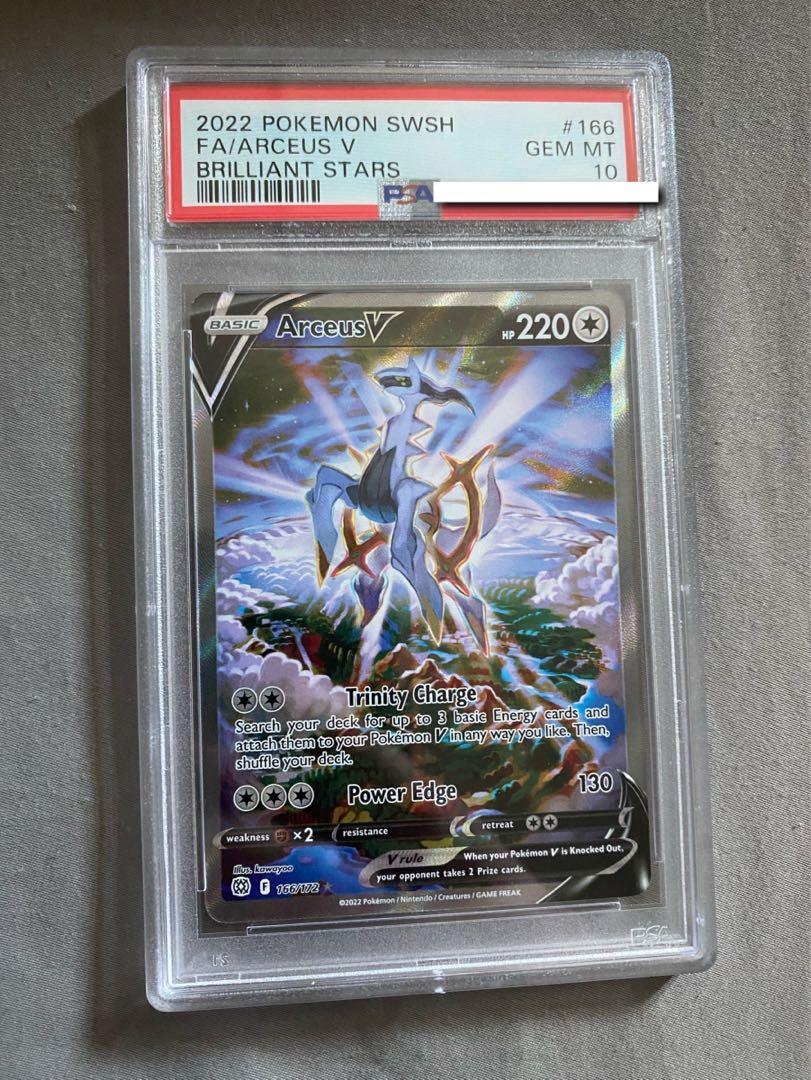 2022 POKEMON SWSH #166
FA/ARCEUS V GEM MT
BRILLIANT STARS 10
PSA
BASIC ArceusV HP 220
Trinity Charge
Search your deck for up to 3 basic Energy cards and
attach them to your Pokémon V in any way you like. Then,
shuffle your deck.
Power Edge 130
weakness ×2 resistance retreat
V rule When your Pokémon V is Knocked Out,
your opponent takes 2 Prize cards.
Illus. kawayoo
F 166/172
©2022 Pokémon / Nintendo / Creatures / GAME FREAK
PSA